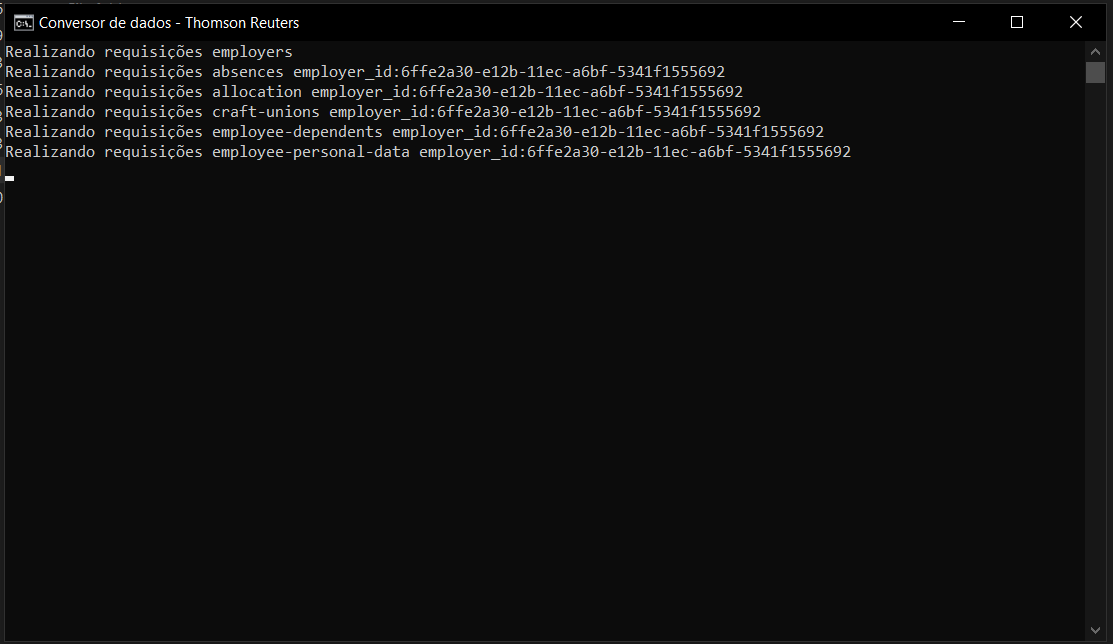 Conversor de dados - Thomson Reuters
Realizando requisições employers
Realizando requisições absences employer_id:6ffe2a30-e12b-11ec-a6bf-5341f1555692
Realizando requisições allocation employer_id:6ffe2a30-e12b-11ec-a6bf-5341f1555692
Realizando requisições craft-unions employer_id:6ffe2a30-e12b-11ec-a6bf-5341f1555692
Realizando requisições employee-dependents employer_id:6ffe2a30-e12b-11ec-a6bf-5341f1555692
Realizando requisições employee-personal-data employer_id:6ffe2a30-e12b-11ec-a6bf-5341f1555692